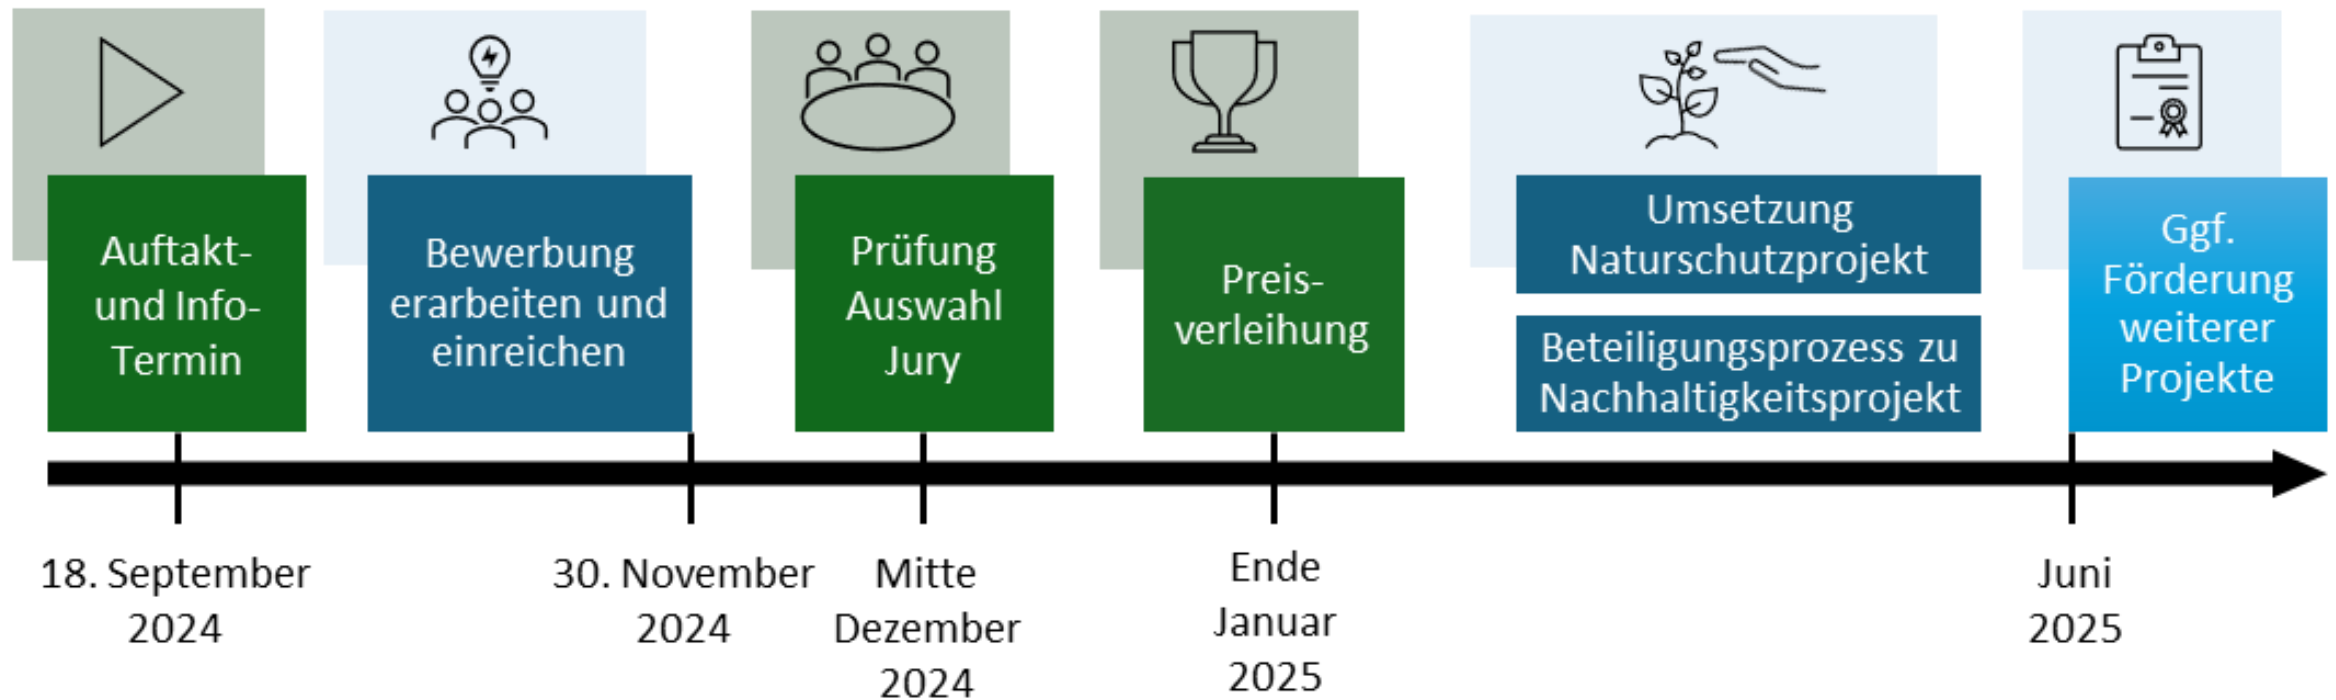 Auftakt-
und Info-
Termin
Bewerbung
erarbeiten und
einreichen
Prüfung
Auswahl
Jury
Preis-
verleihung
Umsetzung
Naturschutzprojekt
Beteiligungsprozess zu
Nachhaltigkeitsprojekt
Ggf.
Förderung
weiterer
Projekte
18. September
2024
30. November
2024
Mitte
Dezember
2024
Ende
Januar
2025
Juni
2025